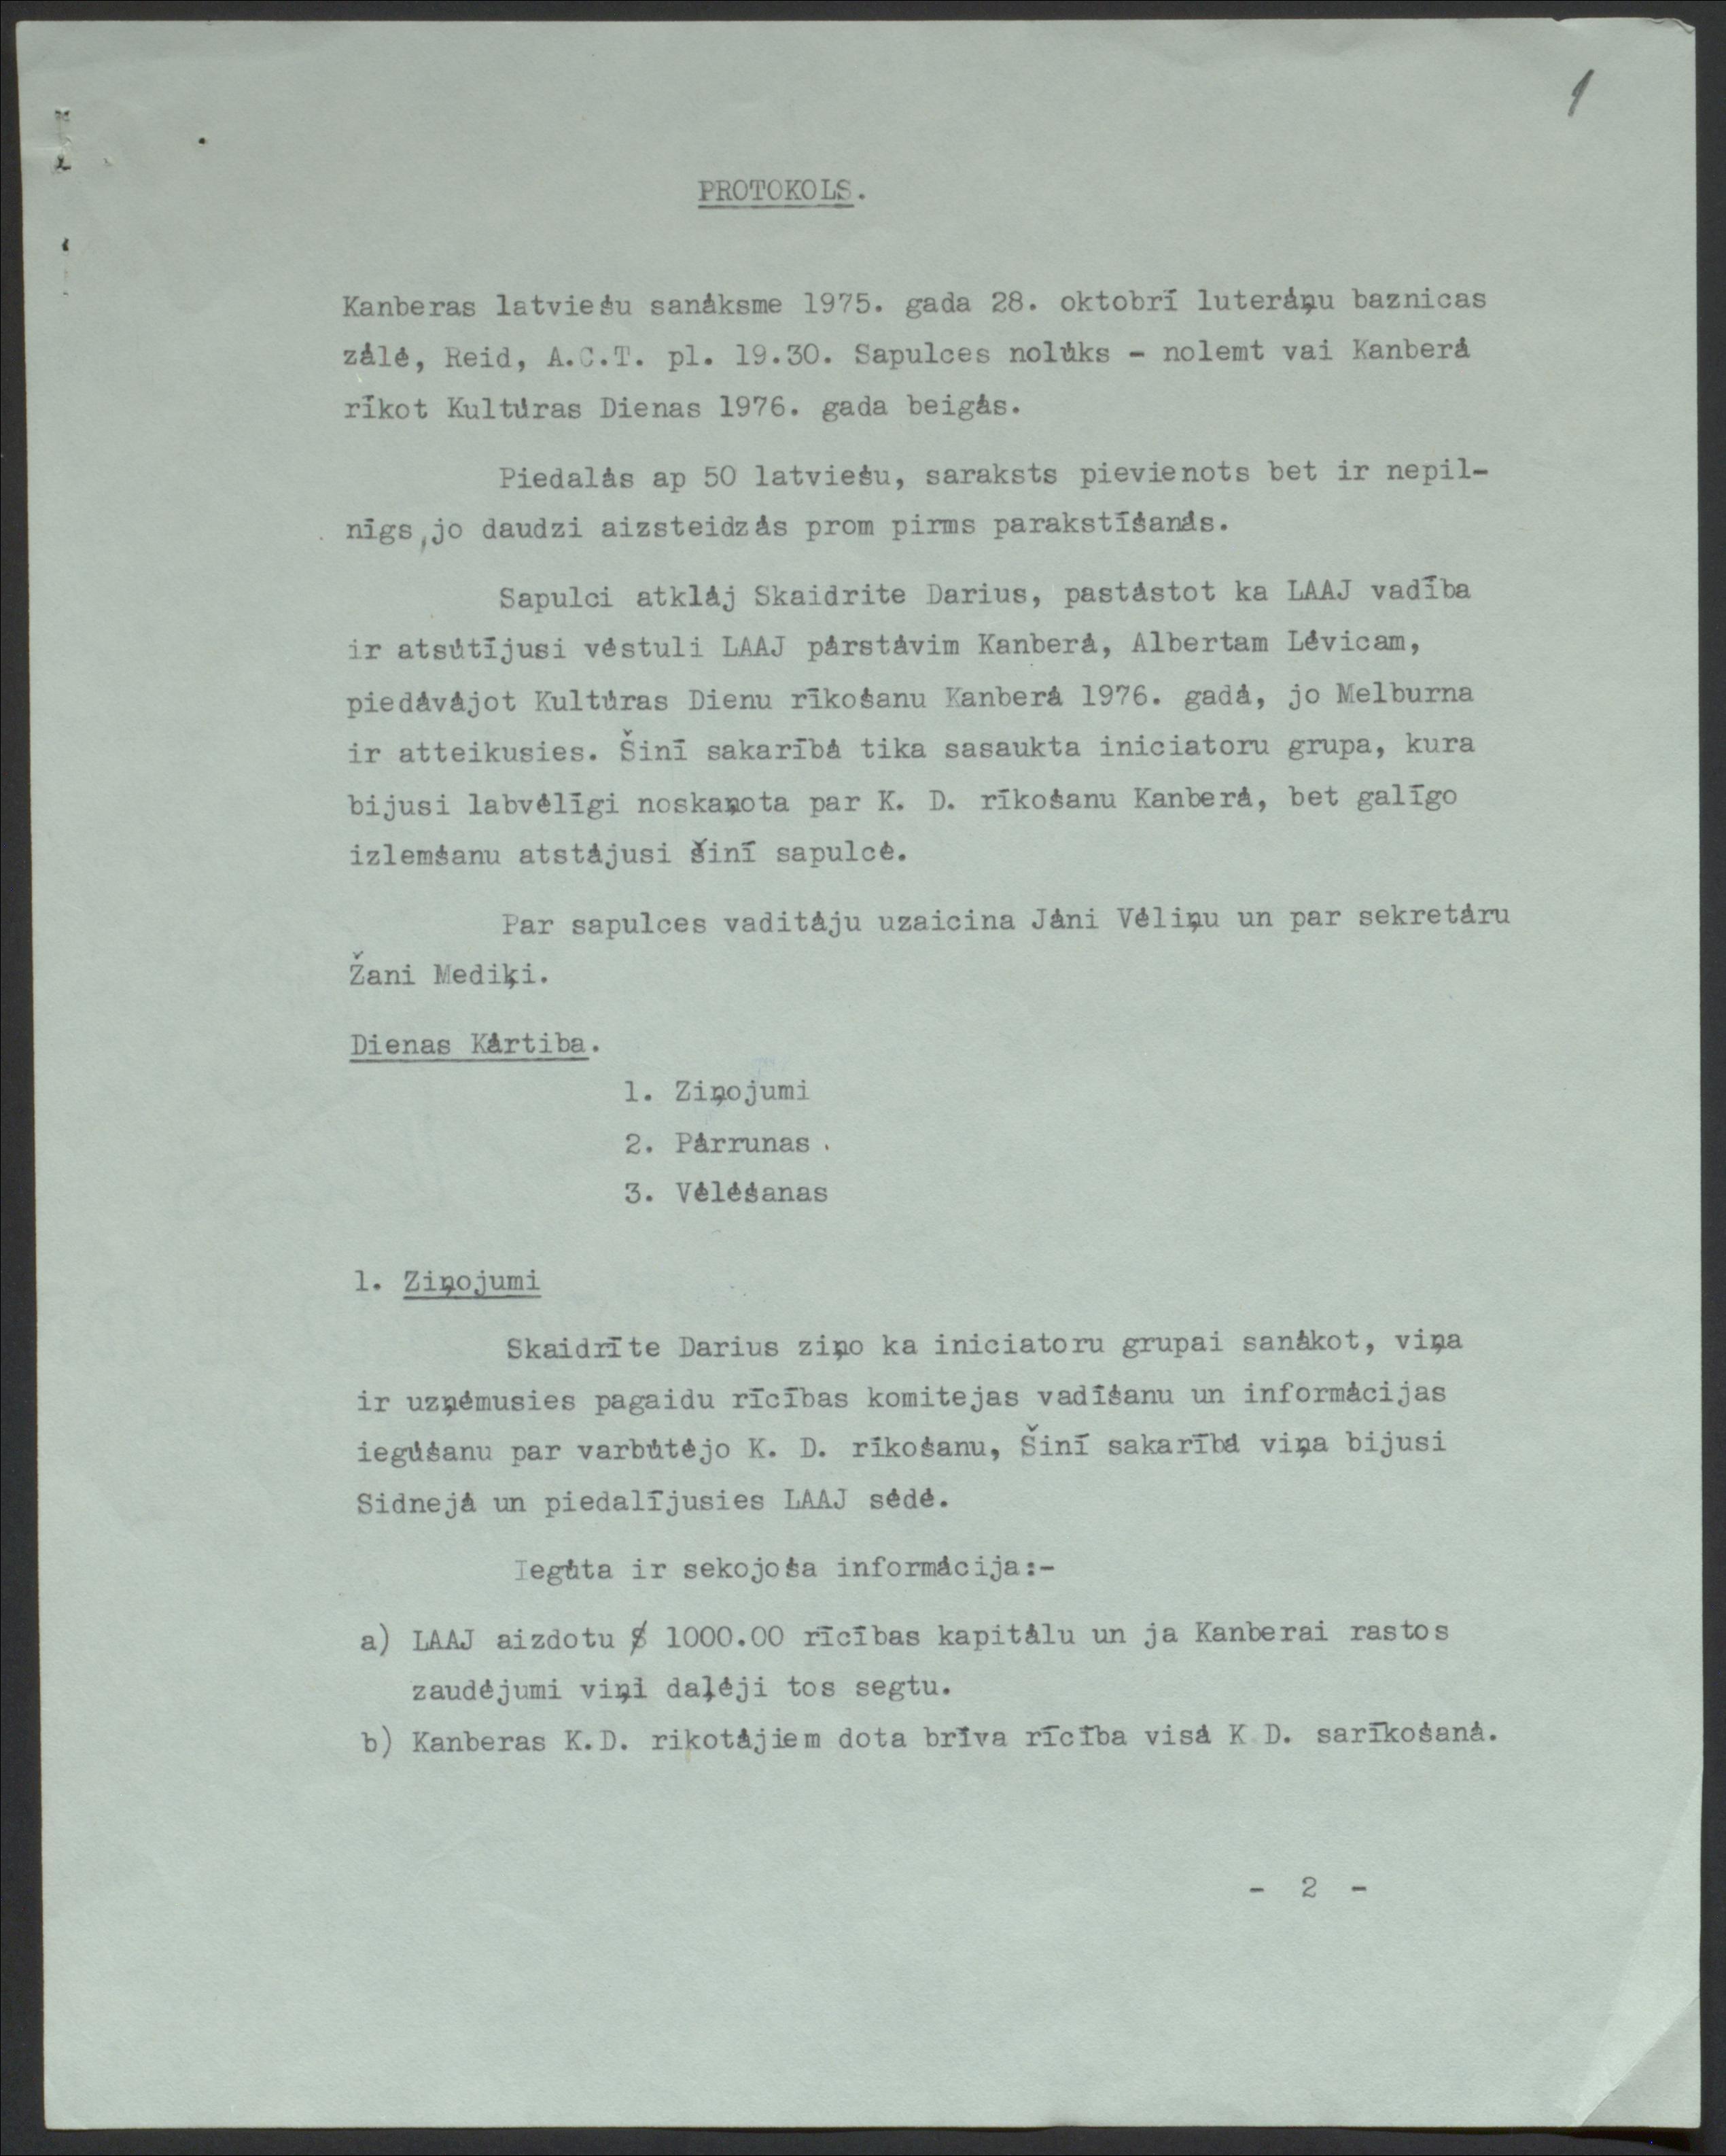 1
PROTOKOLS.
Kanberas latviešu sanāksme 1975. gada 28. oktobrī luterāņu baznicas
zālē, Reid, A.C.T. pl. 19.30. Sapulces nolūks - nolemt vai Kanberā
rīkot Kultūras Dienas 1976. gada beigās.
Piedalās ap 50 latviešu, saraksts pievienots bet ir nepil-
nīgs,jo daudzi aizsteidzās prom pirms parakstīšanās.
Sapulci atklāj Skaidrite Darius, pastāstot ka LAAJ vadība
ir atsūtījusi vēstuli LAAJ pārstāvim Kanberā, Albertam Lēvicam,
piedāvājot Kultūras Dienu rīkošanu Kanberā 1976. gadā, jo Melburna
ir atteikusies. Šinī sakarībā tika sasaukta iniciatoru grupa, kura
bijusi labvēlīgi noskaņota par K. D. rīkošanu Kanberā, bet galīgo
izlemšanu atstājusi šinī sapulcē.
Par sapulces vaditāju uzaicina Jāni Vēliņu un par sekretāru
Žani Mediķi.
Dienas Kārtiba.
1. Ziņojumi
2. Pārrunas.
3. Vēlēšanas
1. Ziņojumi
Skaidrīte Darius ziņo ka iniciatoru grupai sanākot, viņa
ir uzņēmusies pagaidu rīcības komitejas vadīšanu un informācijas
iegūšanu par varbūtējo K. D. rīkošanu, Šinī sakarībā viņa bijusi
Sidnejā un piedalījusies LAAJ sēdē.
Iegūta ir sekojoša informācija:-
a) LAAJ aizdotu $ 1000.00 rīcības kapitālu un ja Kanberai rastos
zaudējumi viņi daļēji tos segtu.
b) Kanberas K.D. rikotājiem dota brīva rīcība visā K D. sarīkošanā.
- 2 -